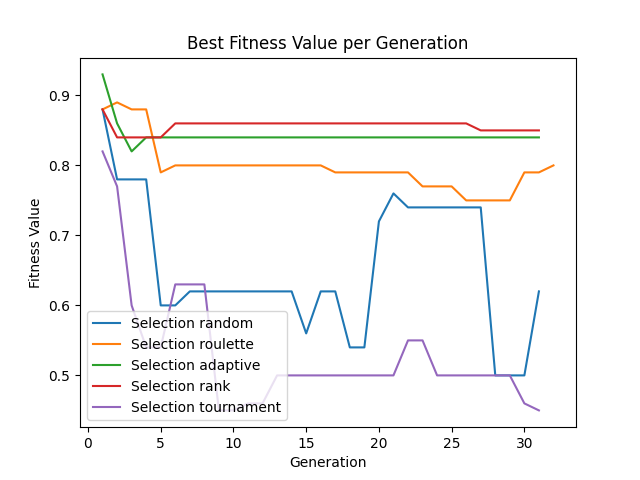 Best Fitness Value per Generation
Fitness Value
0.9
0.8
0.7
0.6
0.5
Selection random
Selection roulette
Selection adaptive
Selection rank
Selection tournament
0 5 10 15 20 25 30
Generation